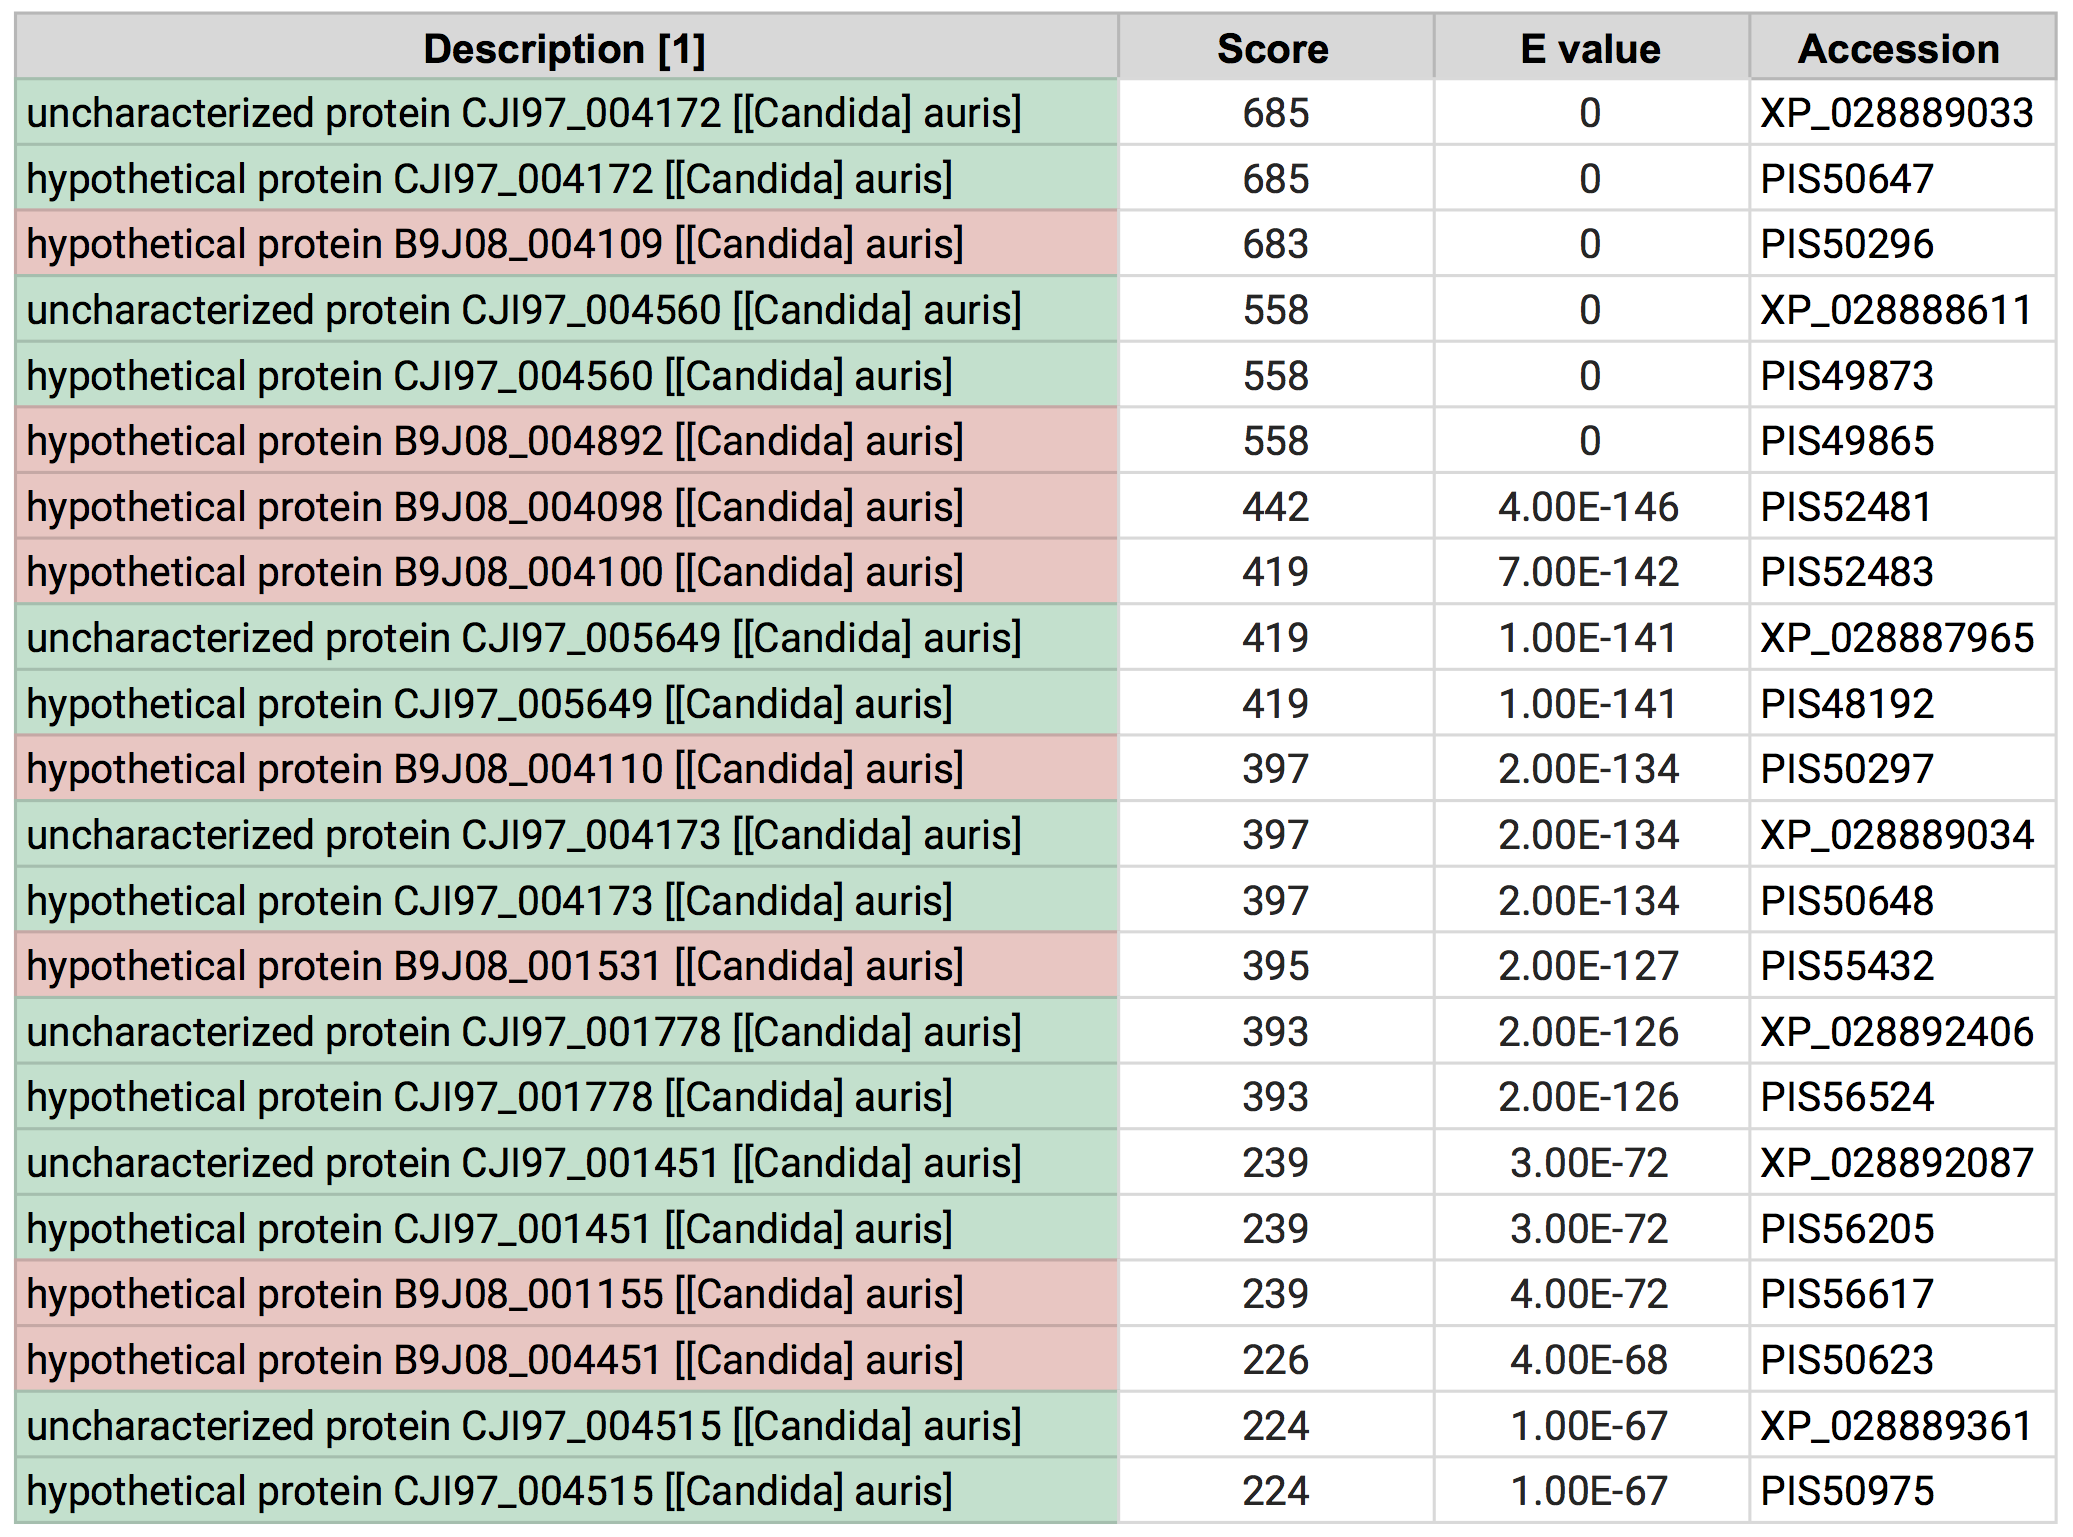 Description [1] Score E value Accession
uncharacterized protein CJI97_004172 [[Candida] auris] 685 0 XP_028889033
hypothetical protein CJI97_004172 [[Candida] auris] 685 0 PIS50647
hypothetical protein B9J08_004109 [[Candida] auris] 683 0 PIS50296
uncharacterized protein CJI97_004560 [[Candida] auris] 558 0 XP_028888611
hypothetical protein CJI97_004560 [[Candida] auris] 558 0 PIS49873
hypothetical protein B9J08_004892 [[Candida] auris] 558 0 PIS49865
hypothetical protein B9J08_004098 [[Candida] auris] 442 4.00E-146 PIS52481
hypothetical protein B9J08_004100 [[Candida] auris] 419 7.00E-142 PIS52483
uncharacterized protein CJI97_005649 [[Candida] auris] 419 1.00E-141 XP_028887965
hypothetical protein CJI97_005649 [[Candida] auris] 419 1.00E-141 PIS48192
hypothetical protein B9J08_004110 [[Candida] auris] 397 2.00E-134 PIS50297
uncharacterized protein CJI97_004173 [[Candida] auris] 397 2.00E-134 XP_028889034
hypothetical protein CJI97_004173 [[Candida] auris] 397 2.00E-134 PIS50648
hypothetical protein B9J08_001531 [[Candida] auris] 395 2.00E-127 PIS55432
uncharacterized protein CJI97_001778 [[Candida] auris] 393 2.00E-126 XP_028892406
hypothetical protein CJI97_001778 [[Candida] auris] 393 2.00E-126 PIS56524
uncharacterized protein CJI97_001451 [[Candida] auris] 239 3.00E-72 XP_028892087
hypothetical protein CJI97_001451 [[Candida] auris] 239 3.00E-72 PIS56205
hypothetical protein B9J08_001155 [[Candida] auris] 239 4.00E-72 PIS56617
hypothetical protein B9J08_004451 [[Candida] auris] 226 4.00E-68 PIS50623
uncharacterized protein CJI97_004515 [[Candida] auris] 224 1.00E-67 XP_028889361
hypothetical protein CJI97_004515 [[Candida] auris] 224 1.00E-67 PIS50975